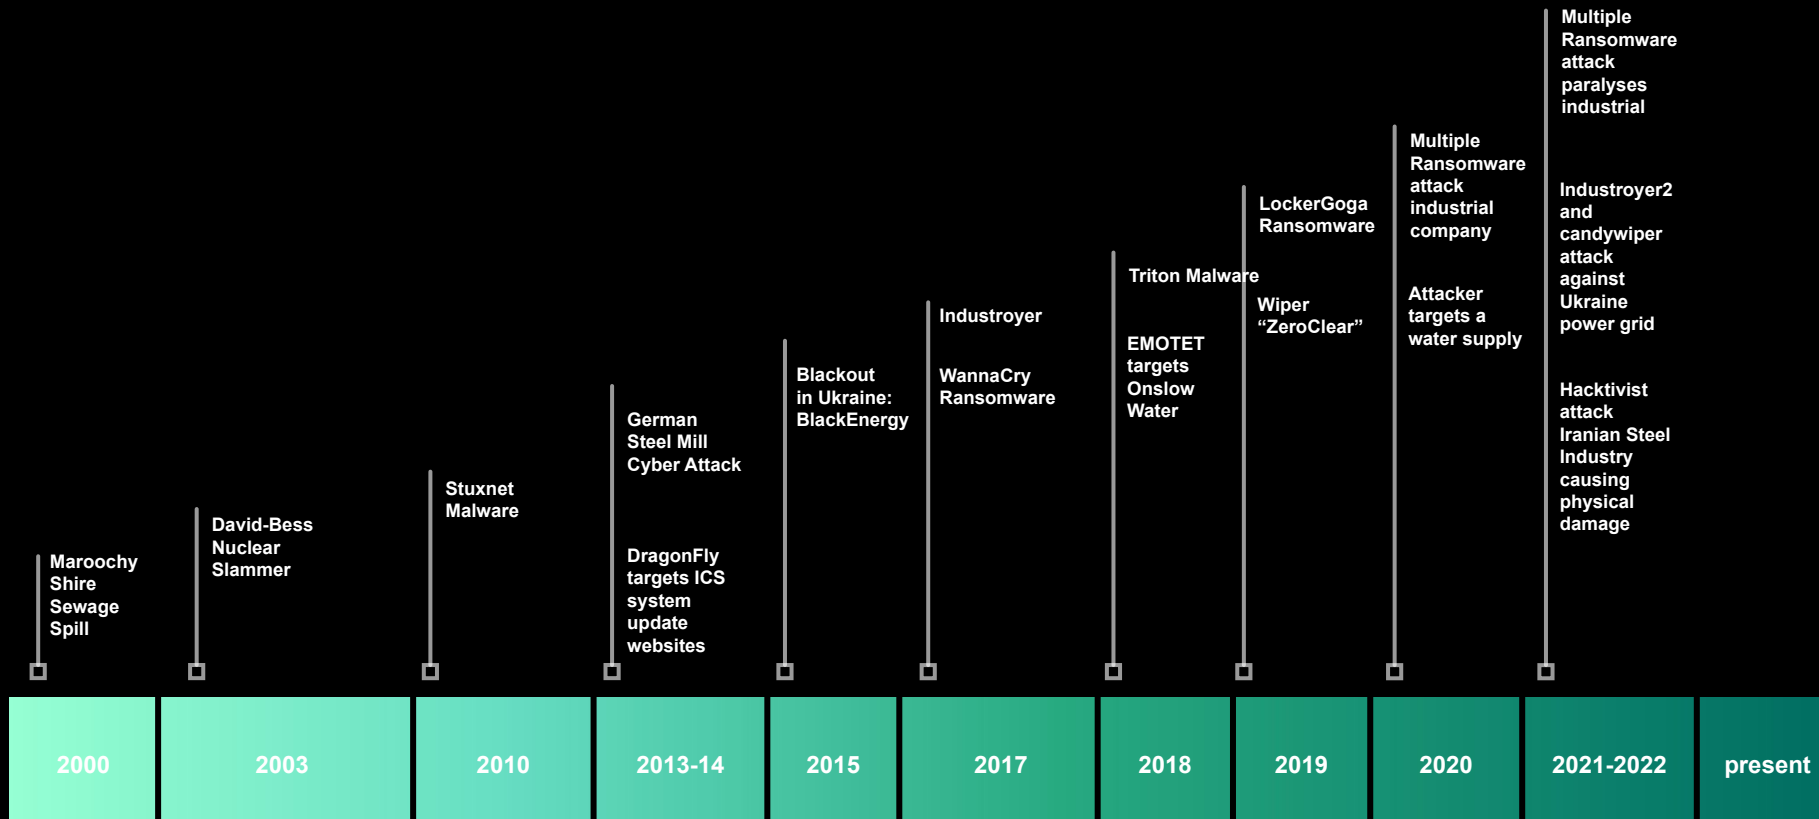 Maroochy
Shire
Sewage
Spill
David-Bess
Nuclear
Slammer
Stuxnet
Malware
German
Steel Mill
Cyber Attack
DragonFly
targets ICS
system
update
websites
Blackout
in Ukraine:
BlackEnergy
Industroyer
WannaCry
Ransomware
Triton Malware
EMOTET
targets
Onslow
Water
LockerGoga
Ransomware
Wiper
“ZeroClear”
Multiple
Ransomware
attack
industrial
company
Attacker
targets a
water supply
Multiple
Ransomware
attack
paralyses
industrial
Industroyer2
and
candywiper
attack
against
Ukraine
power grid
Hacktivist
attack
Iranian Steel
Industry
causing
physical
damage
2000
2003
2010
2013-14
2015
2017
2018
2019
2020
2021-2022
present